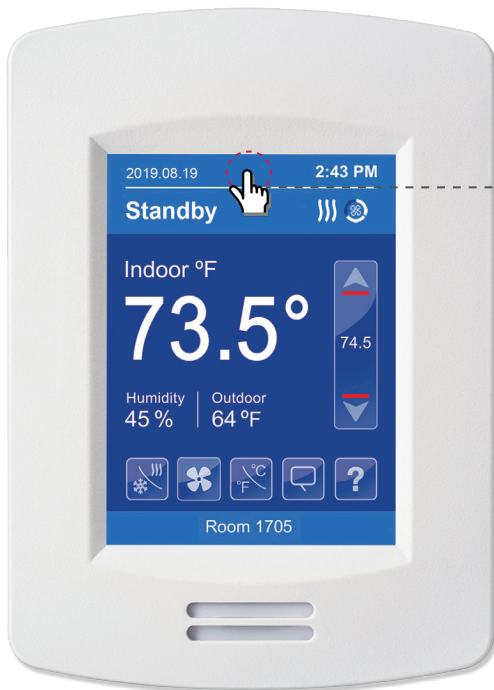 2019.08.19 2:43 PM
Standby
Indoor ºF
73.5° 74.5
Humidity Outdoor
45 % 64 ºF
°C
°F
?
Room 1705